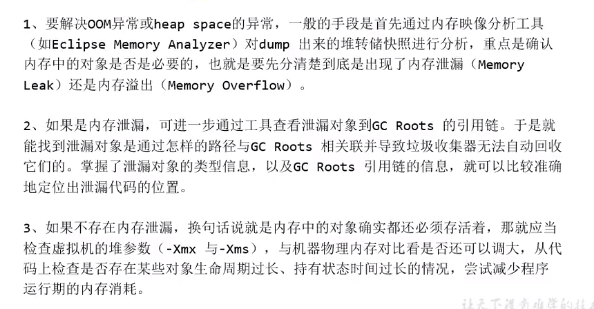 1、要解决OOM异常或heap space的异常，一般的手段是首先通过内存映像分析工具
（如Eclipse Memory Analyzer）对dump 出来的堆转储快照进行分析，重点是确认
内存中的对象是否是必要的，也就是要先分清楚到底是出现了内存泄漏（Memory
Leak）还是内存溢出（Memory Overflow）。
2、如果是内存泄漏，可进一步通过工具查看泄漏对象到GC Roots 的引用链。于是就
能找到泄漏对象是通过怎样的路径与GC Roots 相关联并导致垃圾收集器无法自动回收
它们的。掌握了泄漏对象的类型信息，以及GC Roots 引用链的信息，就可以比较准确
地定位出泄漏代码的位置。
3、如果不存在内存泄漏，换句话说就是内存中的对象确实都还必须存活着，那就应当
检查虚拟机的堆参数（-Xmx 与-Xms），与机器物理内存对比看是否还可以调大，从代
码上检查是否存在某些对象生命周期过长、持有状态时间过长的情况，尝试减少程序
运行期的内存消耗。
让天下没有难学的技